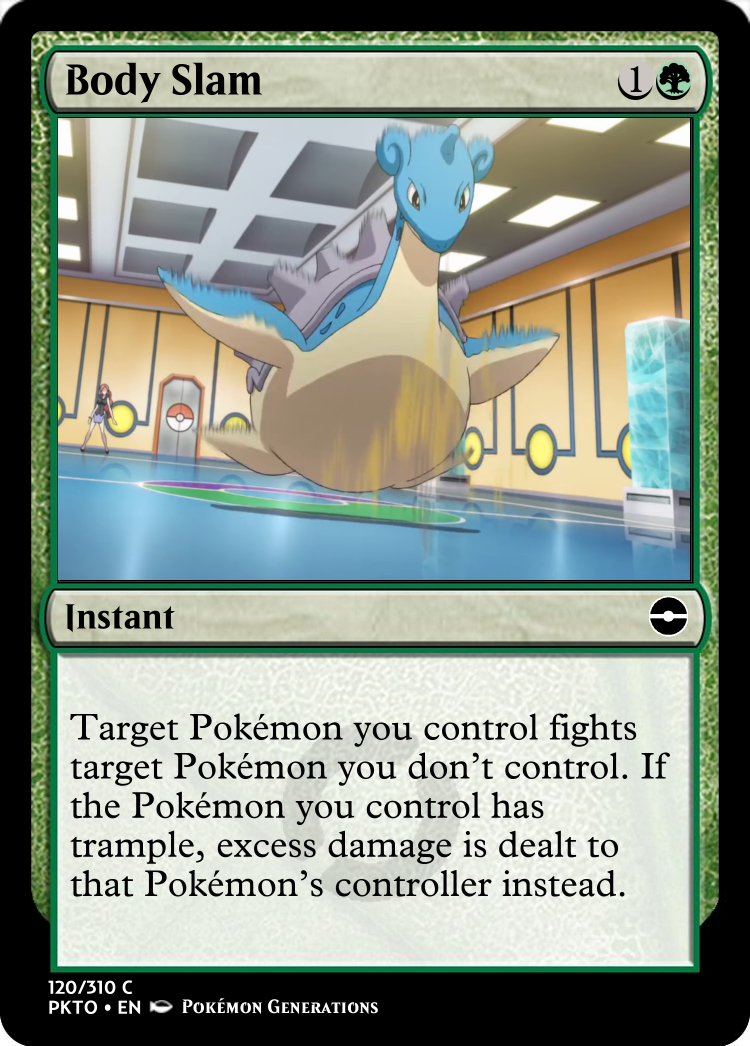 Body Slam 1
Instant
Target Pokémon you control fights
target Pokémon you don't control. If
the Pokémon you control has
trample, excess damage is dealt to
that Pokémon's controller instead.
120/310 C
PKTO • EN Pokémon Generations